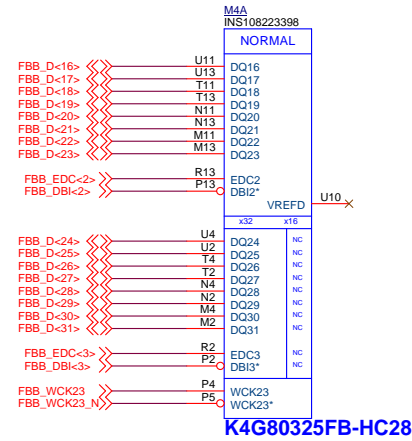 M4A
INS108223398
NORMAL
FBB_D<16> U11 DQ16
FBB_D<17> U13 DQ17
FBB_D<18> T11 DQ18
FBB_D<19> T13 DQ19
FBB_D<20> N11 DQ20
FBB_D<21> N13 DQ21
FBB_D<22> M11 DQ22
FBB_D<23> M13 DQ23
FBB_EDC<2> R13 EDC2
FBB_DBI<2> P13 DBI2*
VREFD U10
x32 x16
FBB_D<24> U4 DQ24 NC
FBB_D<25> U2 DQ25 NC
FBB_D<26> T4 DQ26 NC
FBB_D<27> T2 DQ27 NC
FBB_D<28> N4 DQ28 NC
FBB_D<29> N2 DQ29 NC
FBB_D<30> M4 DQ30 NC
FBB_D<31> M2 DQ31 NC
FBB_EDC<3> R2 EDC3 NC
FBB_DBI<3> P2 DBI3* NC
FBB_WCK23 P4 WCK23
FBB_WCK23_N P5 WCK23*
K4G80325FB-HC28